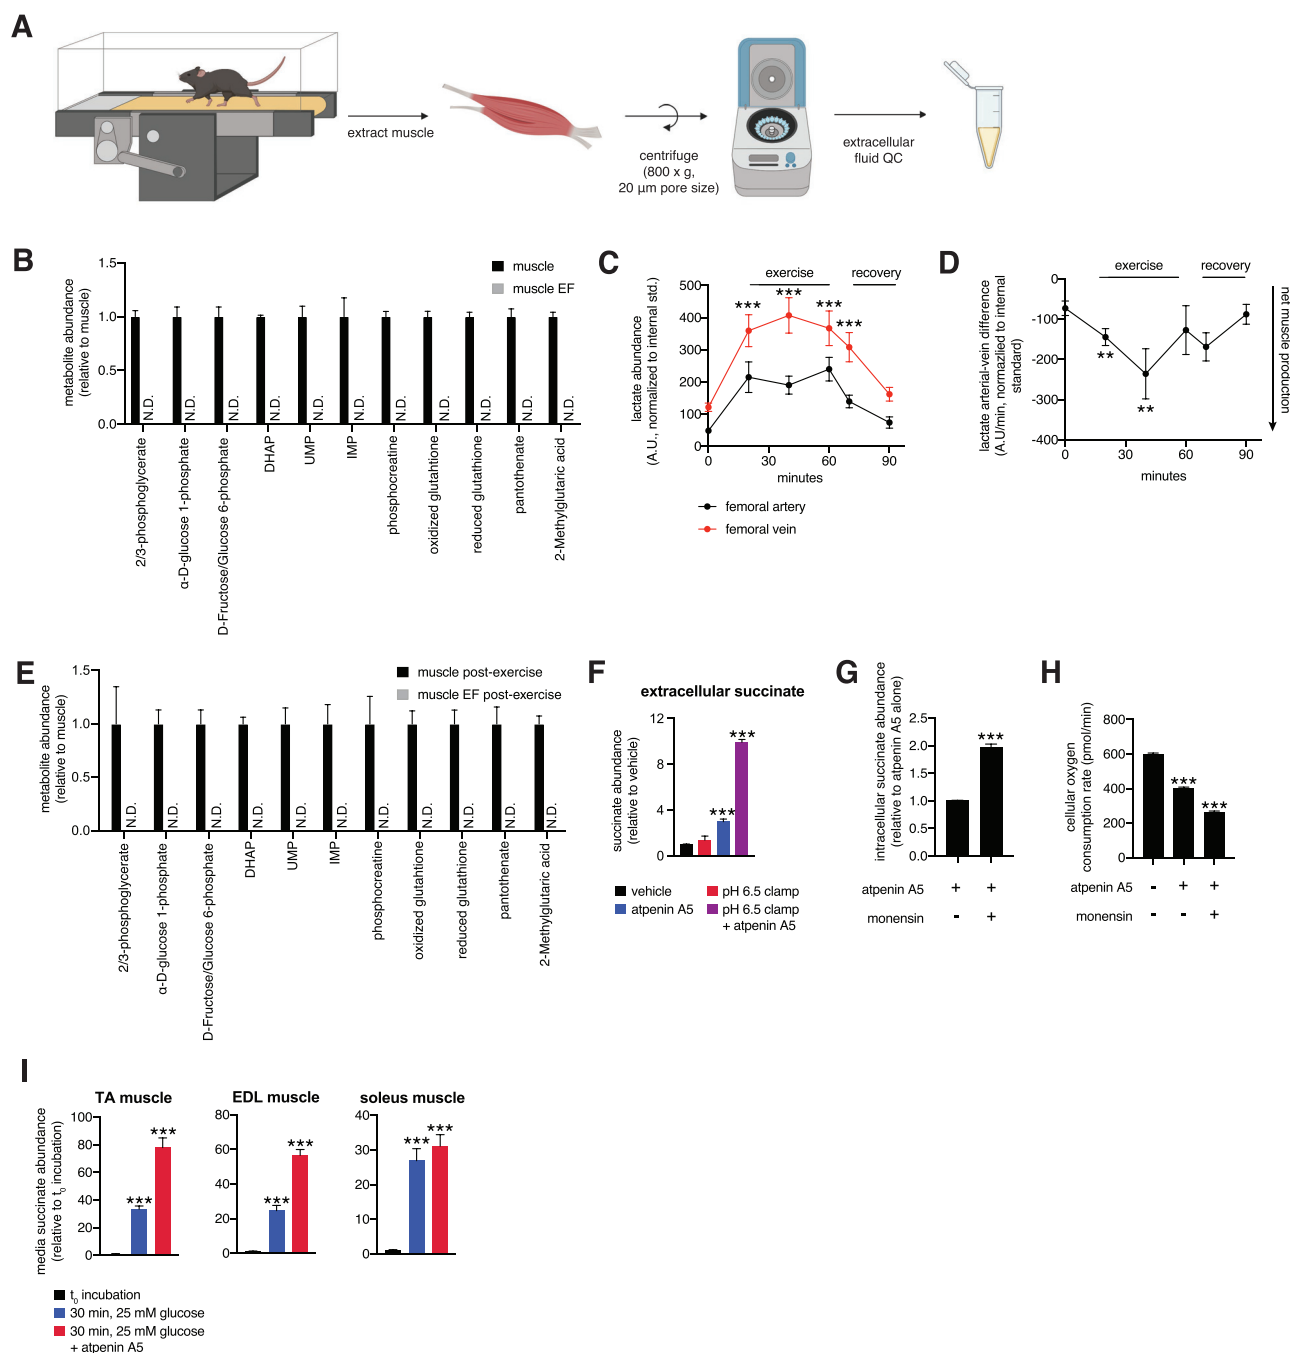 A
extract muscle
centrifuge
(800 x g,
20 µm pore size)
extracellular
fluid QC
B
metabolite abundance
(relative to muscle)
1.5
1.0
0.5
0.0
muscle
muscle EF
N.D.
N.D.
N.D.
N.D.
N.D.
N.D.
N.D.
N.D.
N.D.
N.D.
N.D.
2/3-phosphoglycerate
α-D-glucose 1-phosphate
D-Fructose/Glucose 6-phosphate
DHAP
UMP
IMP
phosphocreatine
oxidized glutahtione
reduced glutathione
pantothenate
2-Methylglutaric acid
C
lactate abundance
(A.U., normalized to internal std.)
exercise
recovery
500
400
300
200
100
0
***
***
***
***
0
30
60
90
minutes
femoral artery
femoral vein
D
lactate arterial-vein difference
(A.U/min, normazlied to internal
standard)
exercise
recovery
0
-100
-200
-300
-400
**
**
0
30
60
90
minutes
net muscle
production
E
metabolite abundance
(relative to muscle)
1.5
1.0
0.5
0.0
muscle post-exercise
muscle EF post-exercise
N.D.
N.D.
N.D.
N.D.
N.D.
N.D.
N.D.
N.D.
N.D.
N.D.
N.D.
2/3-phosphoglycerate
α-D-glucose 1-phosphate
D-Fructose/Glucose 6-phosphate
DHAP
UMP
IMP
phosphocreatine
oxidized glutahtione
reduced glutathione
pantothenate
2-Methylglutaric acid
F
extracellular succinate
succinate abundance
(relative to vehicle)
12
8
4
0
***
***
vehicle
pH 6.5 clamp
atpenin A5
pH 6.5 clamp
+ atpenin A5
G
intracellular succinate abundance
(relative to atpenin A5 alone)
2.5
2.0
1.5
1.0
0.5
0.0
***
atpenin A5 + +
monensin - +
H
cellular oxygen
consumption rate (pmol/min)
800
600
400
200
0
***
***
atpenin A5 - + +
monensin - - +
I
media succinate abundance
(relative to t0 incubation)
TA muscle
100
80
60
40
20
0
***
***
EDL muscle
80
60
40
20
0
***
***
soleus muscle
40
30
20
10
0
***
***
t0 incubation
30 min, 25 mM glucose
30 min, 25 mM glucose
+ atpenin A5